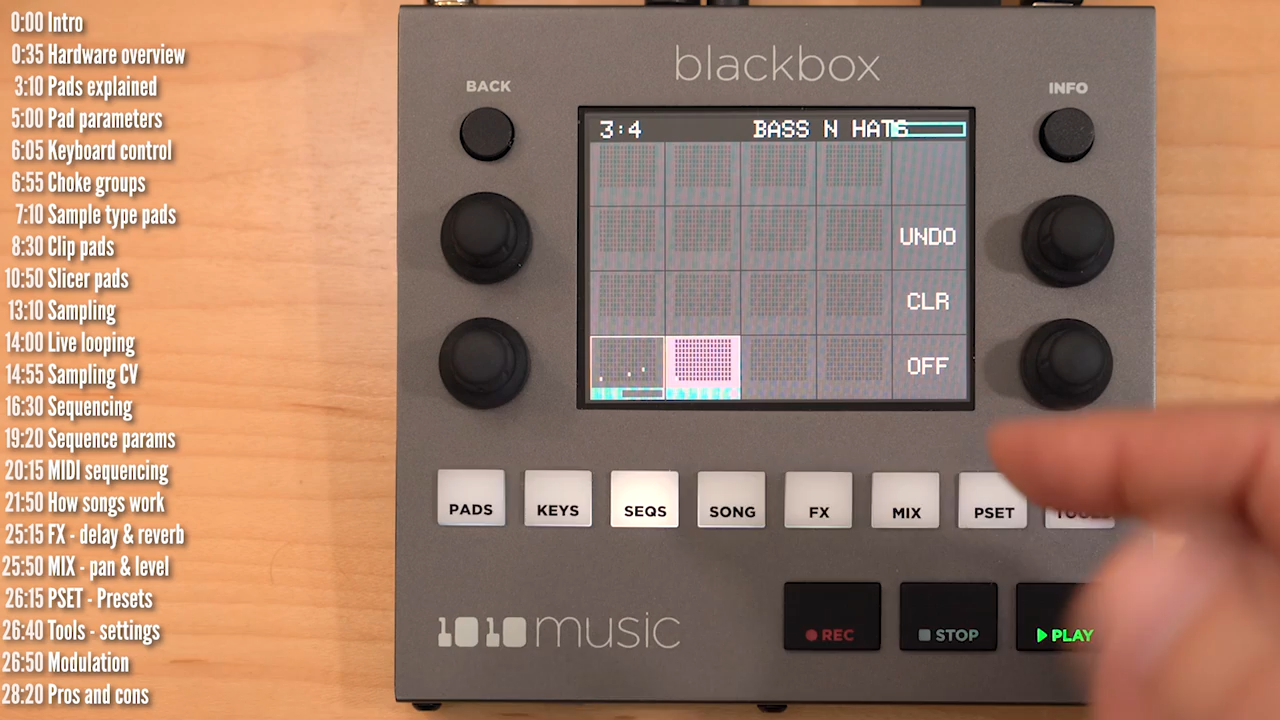 0:00 Intro
0:35 Hardware overview
3:10 Pads explained
5:00 Pad parameters
6:05 Keyboard control
6:55 Choke groups
7:10 Sample type pads
8:30 Clip pads
10:50 Slicer pads
13:10 Sampling
14:00 Live looping
14:55 Sampling CV
16:30 Sequencing
19:20 Sequence params
20:15 MIDI sequencing
21:50 How songs work
25:15 FX - delay & reverb
25:50 MIX - pan & level
26:15 PSET - Presets
26:40 Tools - settings
26:50 Modulation
28:20 Pros and cons
blackbox
BACK
INFO
3:4 BASS N HATS
UNDO
CLR
OFF
PADS KEYS SEQS SONG FX MIX PSET TOOLS
1010music
REC STOP PLAY